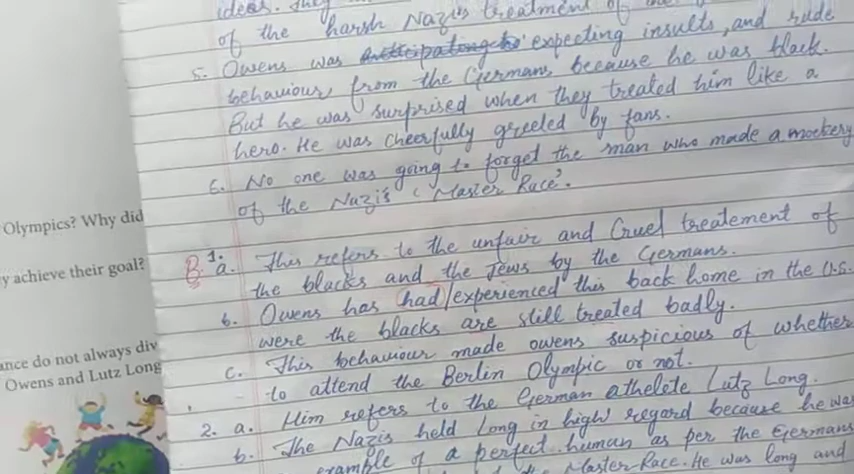 ideas. They
of the harsh Nazis treatment of the
5. Owens was expecting insults, and rude
behaviour from the Germans because he was black.
But he was surprised when they treated him like a
hero. He was cheerfully greeted by fans.
6. No one was going to forget the man who made a mockery
of the Nazi's 'Master Race'.
B. 1. a. This refers to the unfair and Cruel treatement of
the blacks and the Jews by the Germans.
b. Owens has had experienced this back home in the U.S.
were the blacks are still treated badly.
c. This behaviour made owens suspicious of whether
to attend the Berlin Olympic or not.
2. a. Him refers to the German athelete Lutz Long.
b. The Nazis held Long in high regard because he was
example of a perfect human as per the Germans
Master Race. He was long and
Olympics? Why did
y achieve their goal?
ance do not always div
Owens and Lutz Long